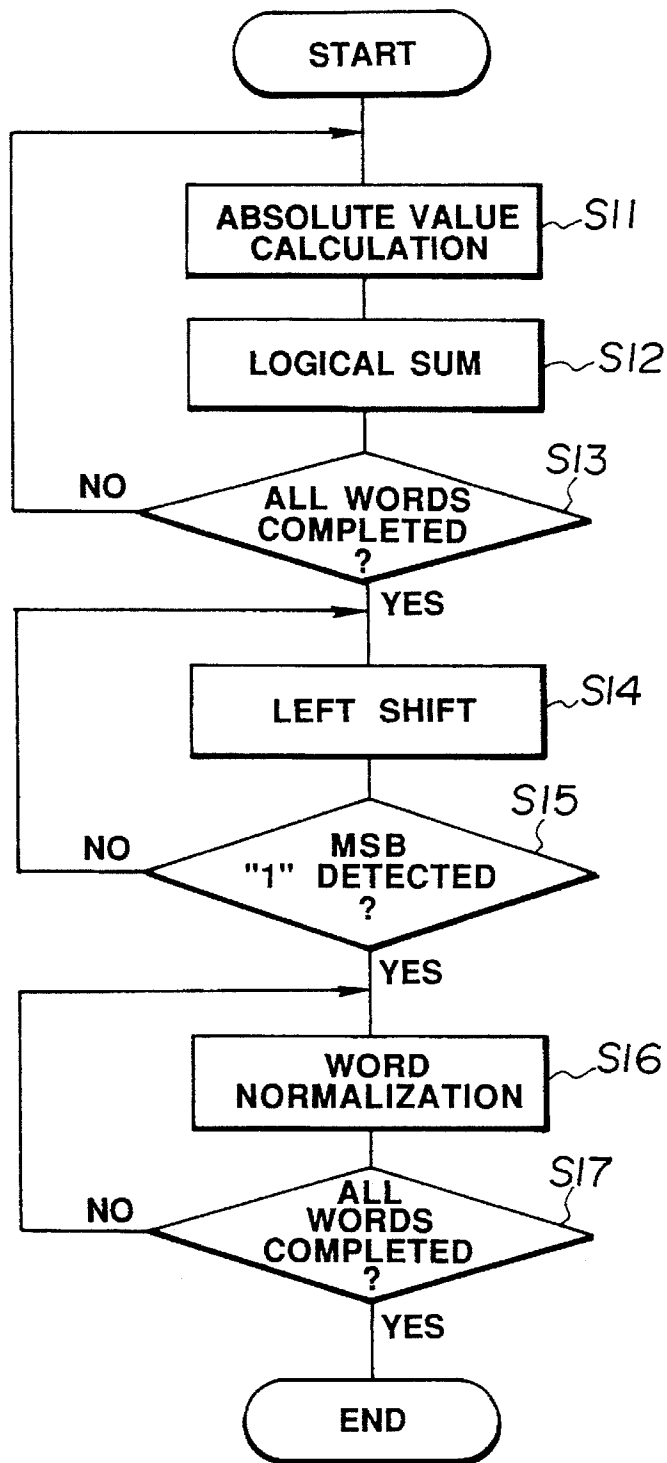 START
ABSOLUTE VALUE
CALCULATION
S11
LOGICAL SUM
S12
S13
NO
ALL WORDS
COMPLETED
?
YES
LEFT SHIFT
S14
S15
NO
MSB
"1" DETECTED
?
YES
WORD
NORMALIZATION
S16
S17
NO
ALL
WORDS
COMPLETED
?
YES
END